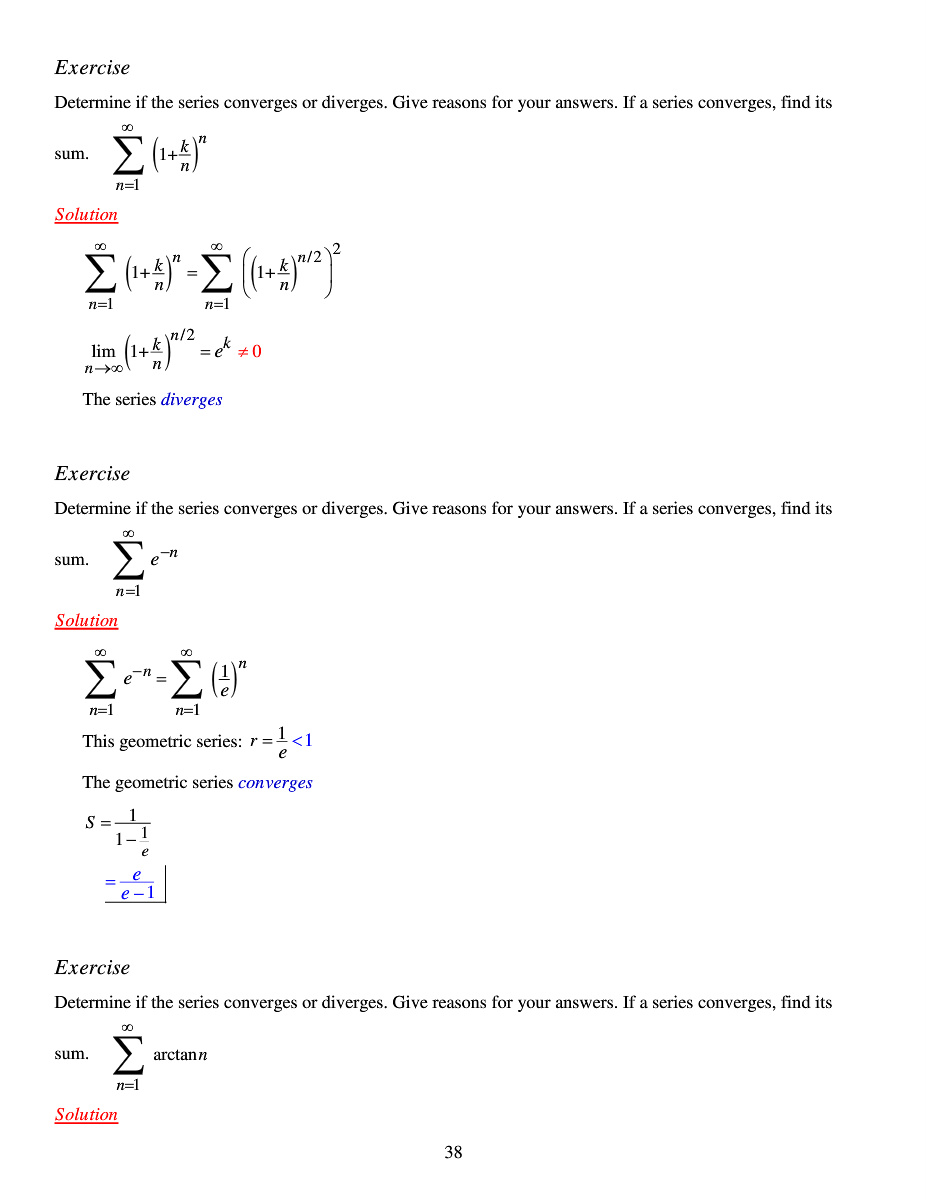 Exercise
Determine if the series converges or diverges. Give reasons for your answers. If a series converges, find its
sum. $\sum_{n=1}^{\infty} \left(1+\frac{k}{n}\right)^n$
Solution
$\sum_{n=1}^{\infty} \left(1+\frac{k}{n}\right)^n = \sum_{n=1}^{\infty} \left(\left(1+\frac{k}{n}\right)^{n/2}\right)^2$
$\lim_{n\to\infty} \left(1+\frac{k}{n}\right)^{n/2} = e^k \neq 0$
The series diverges
Exercise
Determine if the series converges or diverges. Give reasons for your answers. If a series converges, find its
sum. $\sum_{n=1}^{\infty} e^{-n}$
Solution
$\sum_{n=1}^{\infty} e^{-n} = \sum_{n=1}^{\infty} \left(\frac{1}{e}\right)^n$
This geometric series: $r = \frac{1}{e} < 1$
The geometric series converges
$S = \frac{1}{1-\frac{1}{e}}$
$= \frac{e}{e-1}$
Exercise
Determine if the series converges or diverges. Give reasons for your answers. If a series converges, find its
sum. $\sum_{n=1}^{\infty} \arctan n$
Solution
38